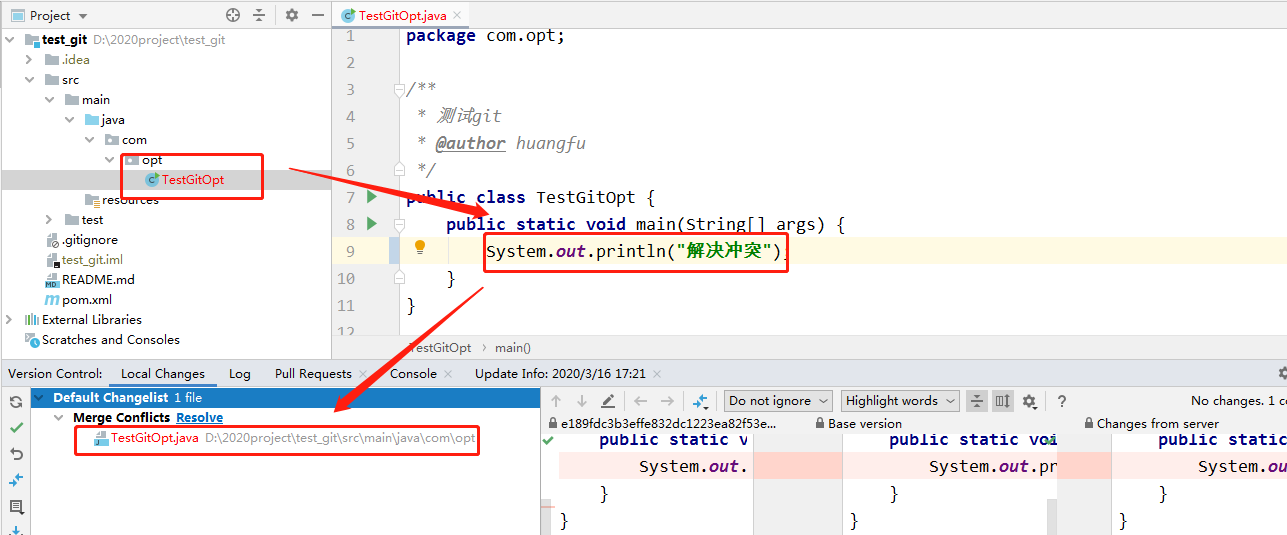 Project
test_git D:\2020project\test_git
.idea
src
main
java
com
opt
TestGitOpt
resources
test
.gitignore
test_git.iml
README.md
pom.xml
External Libraries
Scratches and Consoles
TestGitOpt.java
1 package com.opt;
2
3 /**
4 * 测试git
5 * @author huangfu
6 */
7 public class TestGitOpt {
8 public static void main(String[] args) {
9 System.out.println("解决冲突")
10 }
11 }
12
TestGitOpt > main()
Version Control: Local Changes Log Pull Requests Console Update Info: 2020/3/16 17:21
Default Changelist 1 file
Merge Conflicts Resolve
TestGitOpt.java D:\2020project\test_git\src\main\java\com\opt
Do not ignore Highlight words ? No changes. 1 co
e189fdc3b3effe832dc1223ea82f53e... Base version Changes from server
public static v public static void public static
System.out. System.out.pr System.ou
} } }
} } }